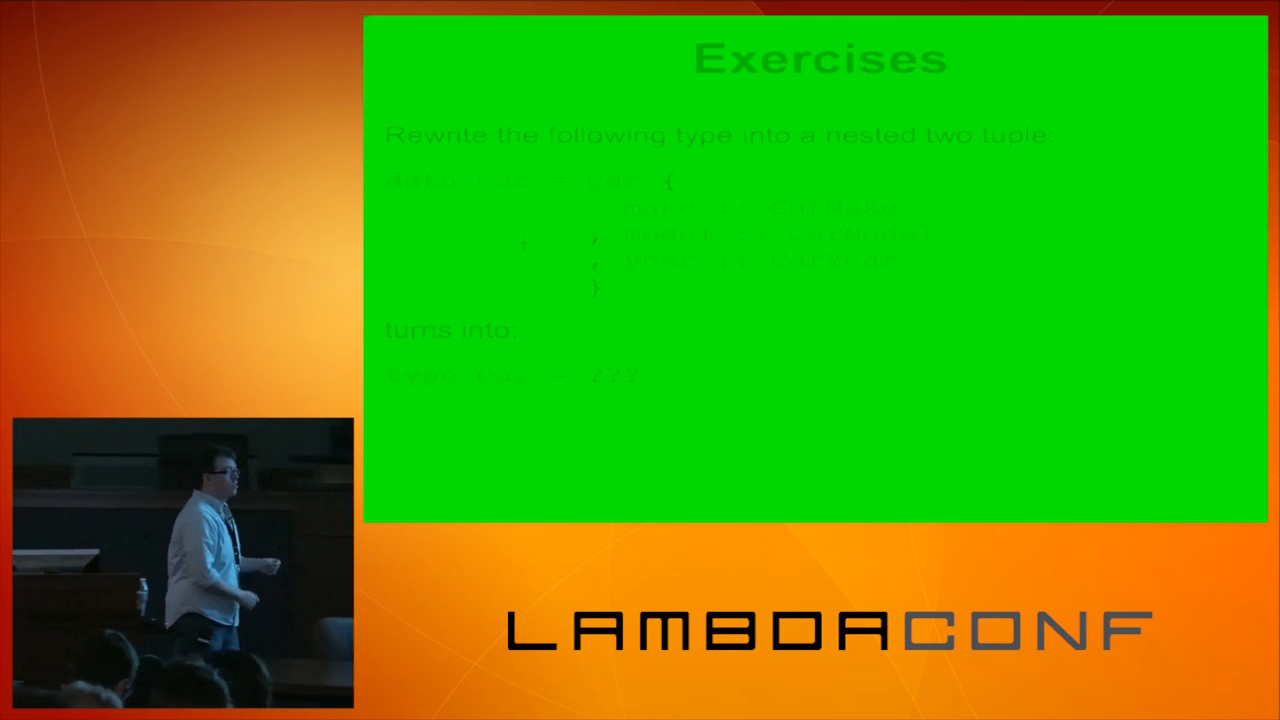 Exercises
Rewrite the following type into a nested two tuple:
data Car = Car {
make :: CarMake
, model :: CarModel
, year :: CarYear
}
turns into:
type Car = ???
LAMBDACONF